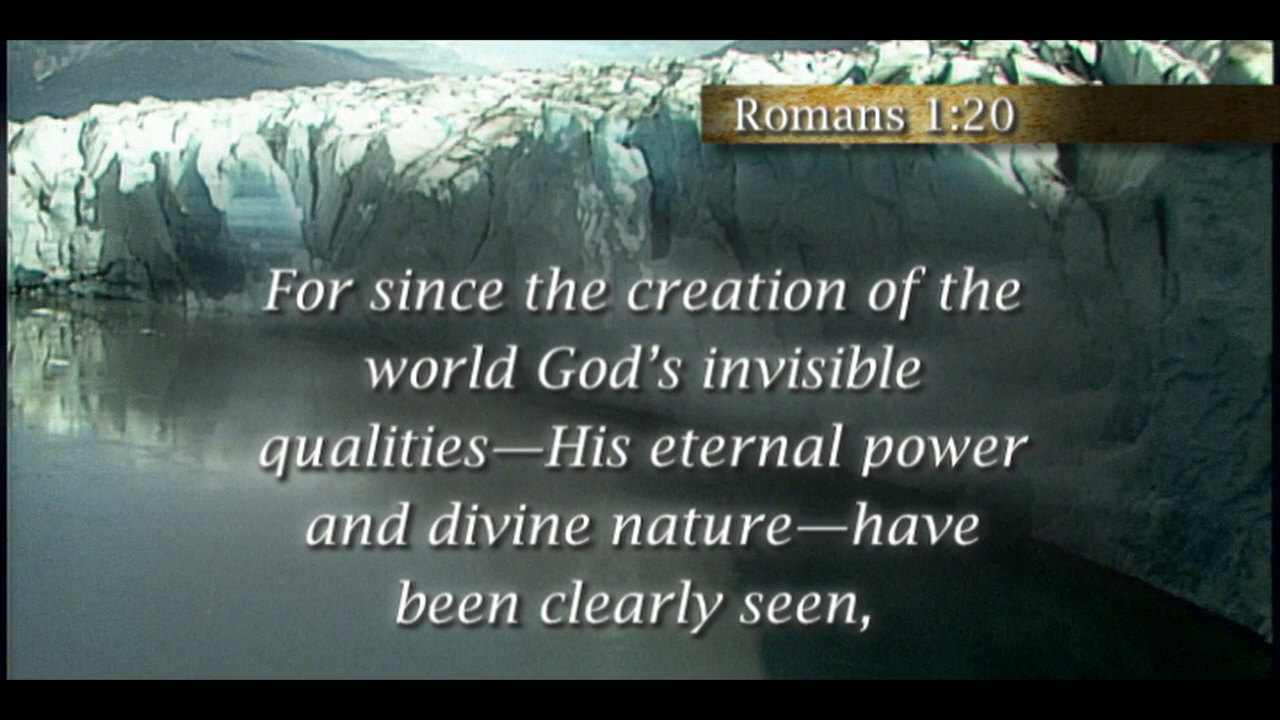 Romans 1:20
For since the creation of the
world God’s invisible
qualities—His eternal power
and divine nature—have
been clearly seen,